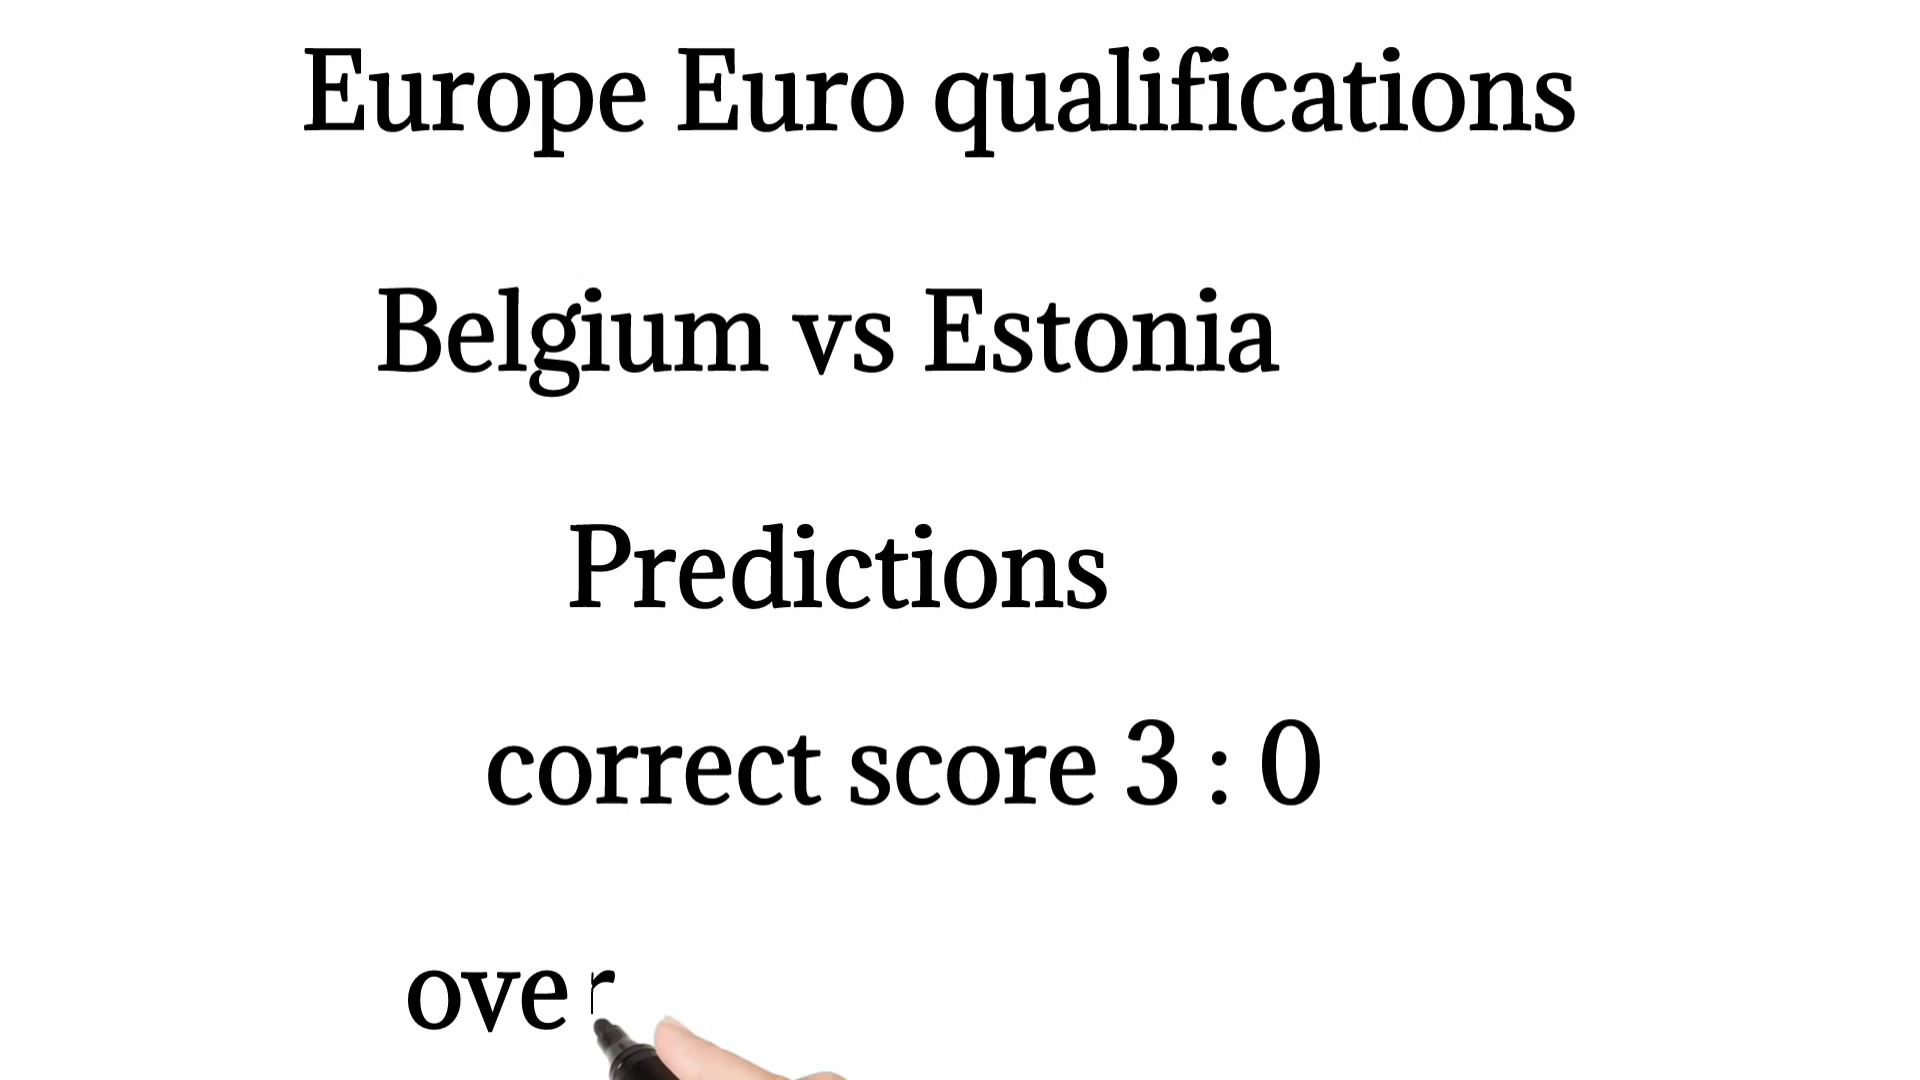 Europe Euro qualifications
Belgium vs Estonia
Predictions
correct score 3 : 0
over